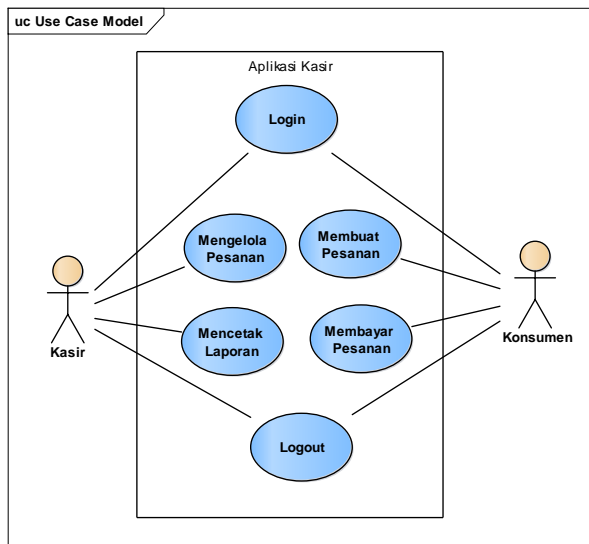 uc Use Case Model
Aplikasi Kasir
Login
Mengelola
Pesanan
Membuat
Pesanan
Kasir
Mencetak
Laporan
Membayar
Pesanan
Konsumen
Logout